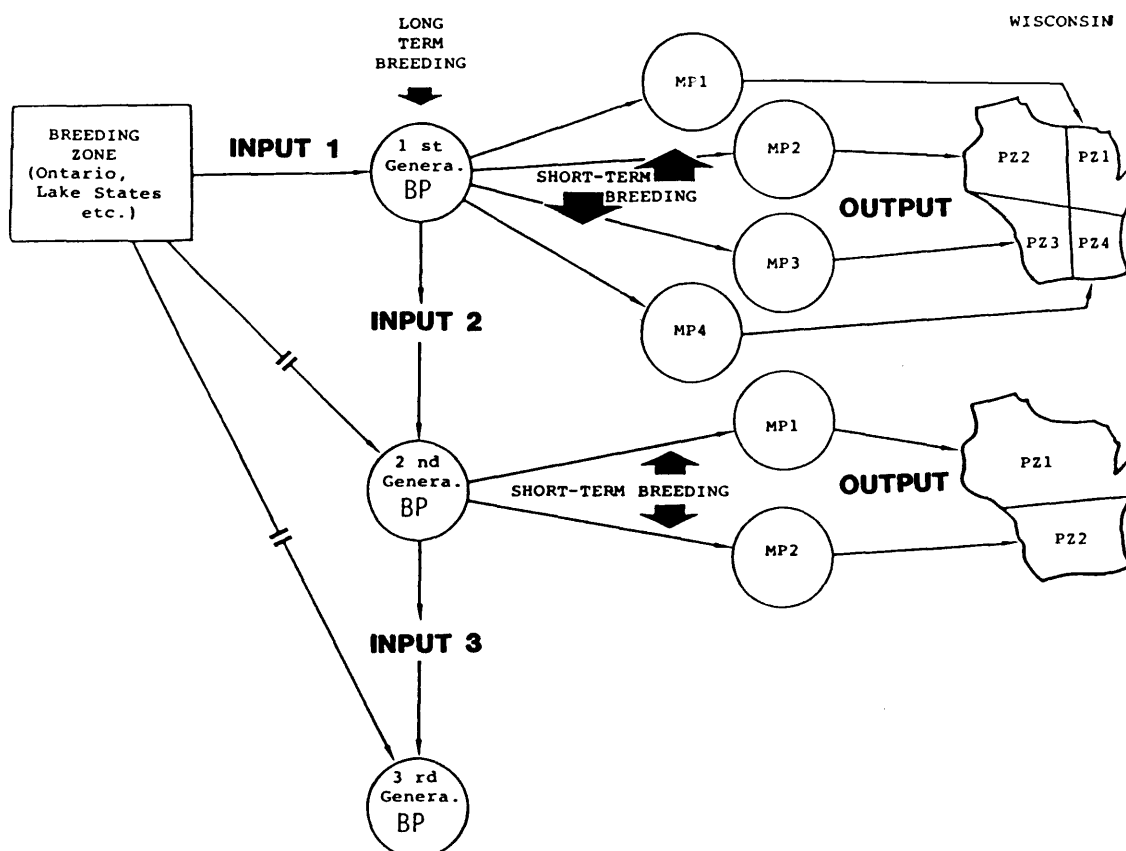 WISCONSIN
LONG
TERM
BREEDING
BREEDING
ZONE
(Ontario,
Lake States
etc.)
INPUT 1
1 st
Genera.
BP
SHORT-TERM
BREEDING
MP1
MP2
MP3
MP4
OUTPUT
PZ2
PZ1
PZ3
PZ4
INPUT 2
2 nd
Genera.
BP
SHORT-TERM BREEDING
MP1
MP2
OUTPUT
PZ1
PZ2
INPUT 3
3 rd
Genera.
BP